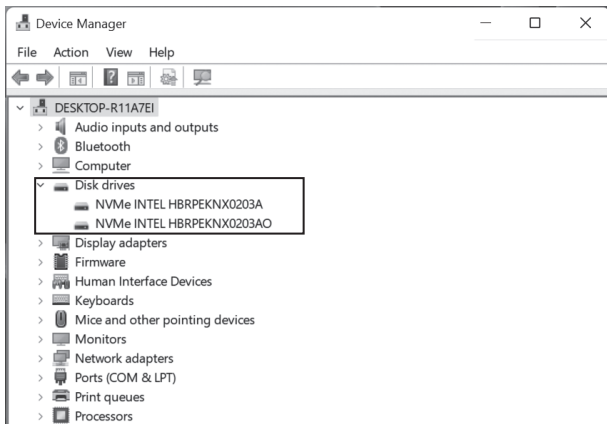 Device Manager
File Action View Help
DESKTOP-R11A7EI
Audio inputs and outputs
Bluetooth
Computer
Disk drives
NVMe INTEL HBRPEKNX0203A
NVMe INTEL HBRPEKNX0203AO
Display adapters
Firmware
Human Interface Devices
Keyboards
Mice and other pointing devices
Monitors
Network adapters
Ports (COM & LPT)
Print queues
Processors